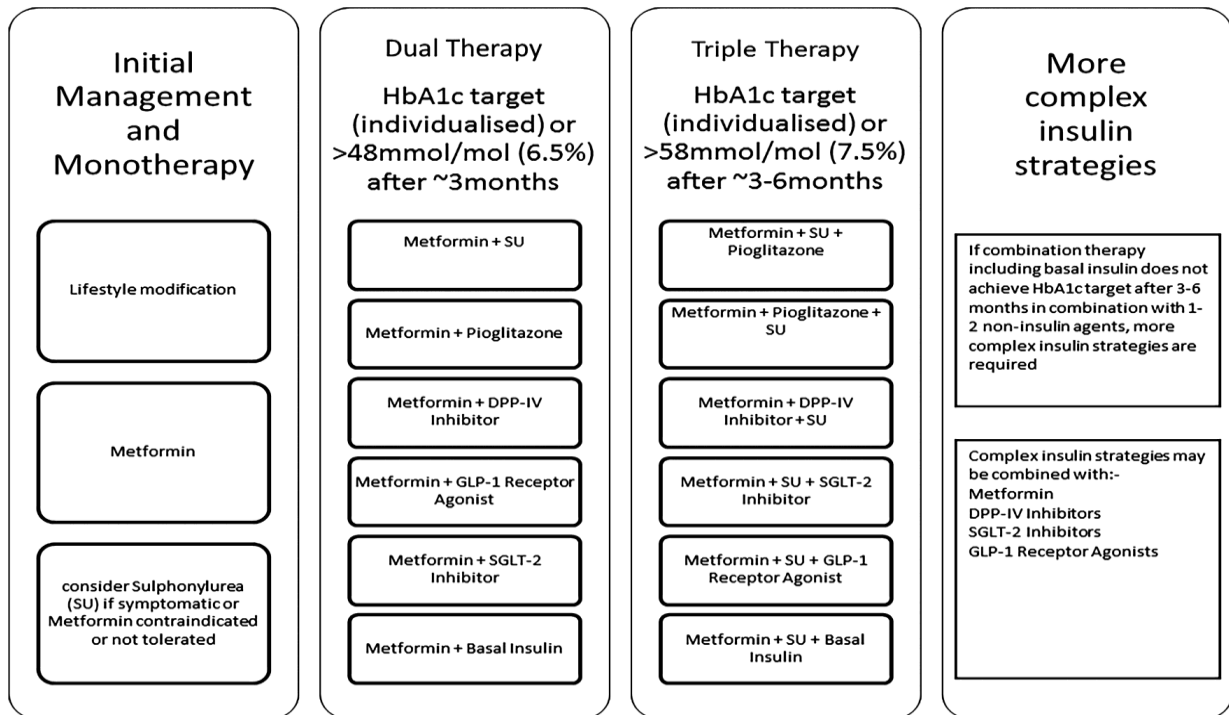 Initial
Management
and
Monotherapy
Lifestyle modification
Metformin
consider Sulphonylurea
(SU) if symptomatic or
Metformin contraindicated
or not tolerated
Dual Therapy
HbA1c target
(individualised) or
>48mmol/mol (6.5%)
after ~3months
Metformin + SU
Metformin + Pioglitazone
Metformin + DPP-IV
Inhibitor
Metformin + GLP-1 Receptor
Agonist
Metformin + SGLT-2
Inhibitor
Metformin + Basal Insulin
Triple Therapy
HbA1c target
(individualised) or
>58mmol/mol (7.5%)
after ~3-6months
Metformin + SU +
Pioglitazone
Metformin + Pioglitazone +
SU
Metformin + DPP-IV
Inhibitor + SU
Metformin + SU + SGLT-2
Inhibitor
Metformin + SU + GLP-1
Receptor Agonist
Metformin + SU + Basal
Insulin
More
complex
insulin
strategies
If combination therapy
including basal insulin does not
achieve HbA1c target after 3-6
months in combination with 1-
2 non-insulin agents, more
complex insulin strategies are
required
Complex insulin strategies may
be combined with:-
Metformin
DPP-IV Inhibitors
SGLT-2 Inhibitors
GLP-1 Receptor Agonists